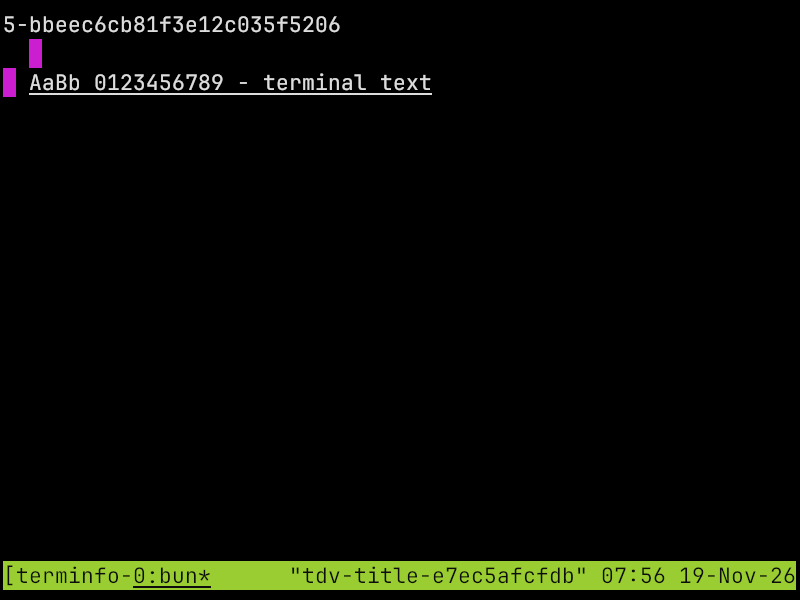 5-bbeec6cb81f3e12c035f5206
AaBb 0123456789 - terminal text
[terminfo-0:bun*      "tdv-title-e7ec5afcfdb" 07:56 19-Nov-26